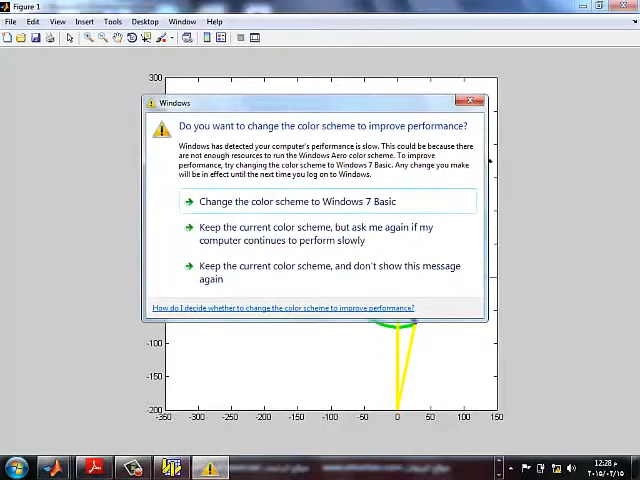 Figure 1
File Edit View Insert Tools Desktop Window Help
300
Windows
Do you want to change the color scheme to improve performance?
Windows has detected your computer's performance is slow. This could be because
there are not enough resources to run the Windows Aero color scheme. To improve
performance, try changing the color scheme to Windows 7 Basic. Any change you make
will be in effect until the next time you log on to Windows.
Change the color scheme to Windows 7 Basic
Keep the current color scheme, but ask me again if my
computer continues to perform slowly
Keep the current color scheme, and don't show this message
again
How do I decide whether to change the color scheme to improve performance?
-100
-150
-200
-350 -300 -250 -200 -150 -100 -50 0 50 100 150
12:28 م
٢٠١٥/٠٢/١٥